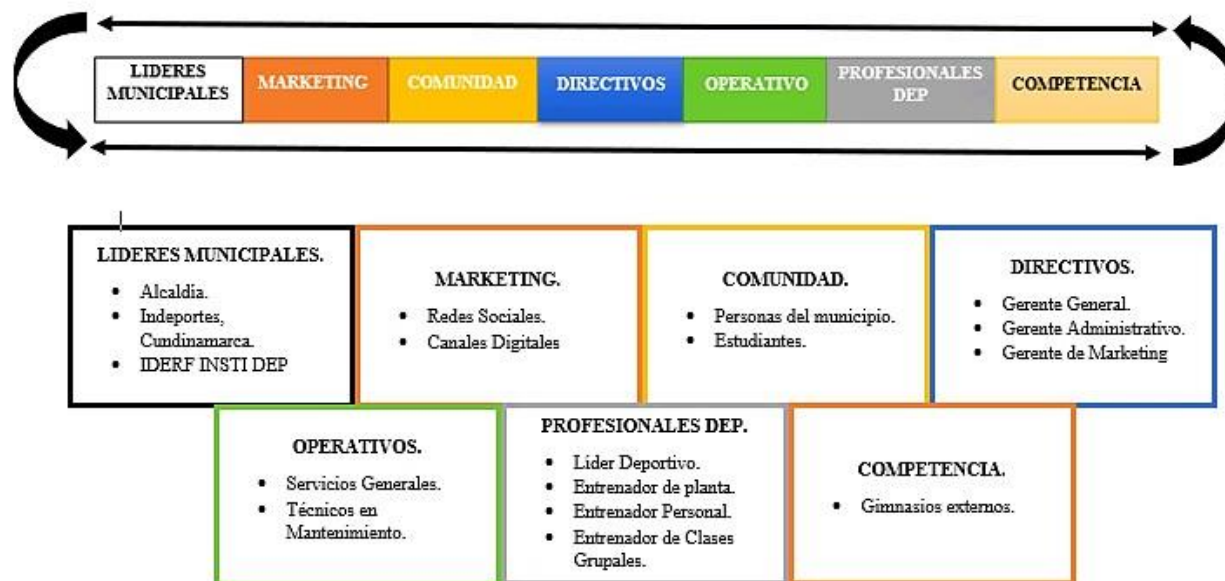 LIDERES
MUNICIPALES
MARKETING
COMUNIDAD
DIRECTIVOS
OPERATIVO
PROFESIONALES
DEP
COMPETENCIA
LIDERES MUNICIPALES.
• Alcaldía.
• Indeportes,
Cundinamarca.
• IDERF INSTI DEP
MARKETING.
• Redes Sociales.
• Canales Digitales
COMUNIDAD.
• Personas del municipio.
• Estudiantes.
DIRECTIVOS.
• Gerente General.
• Gerente Administrativo.
• Gerente de Marketing
OPERATIVOS.
• Servicios Generales.
• Técnicos en
Mantenimiento.
PROFESIONALES DEP.
• Líder Deportivo.
• Entrenador de planta.
• Entrenador Personal.
• Entrenador de Clases
Grupales.
COMPETENCIA.
• Gimnasios externos.